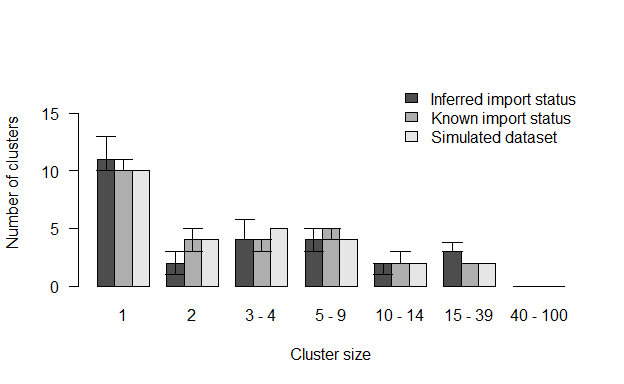 Inferred import status
Known import status
Simulated dataset
Number of clusters
15
10
5
0
1 2 3 - 4 5 - 9 10 - 14 15 - 39 40 - 100
Cluster size